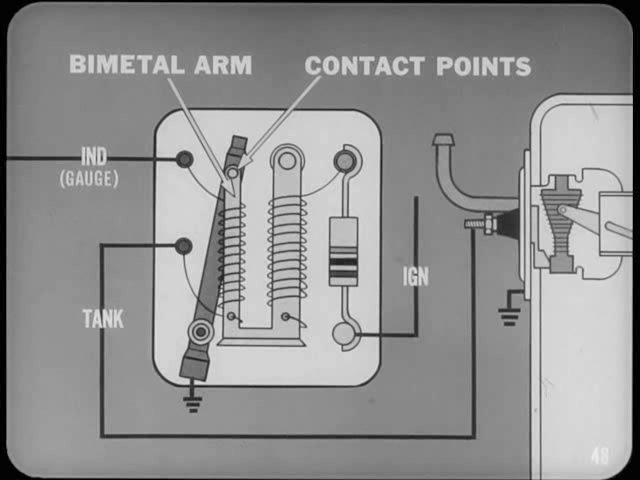 BIMETAL ARM
CONTACT POINTS
IND
(GAUGE)
IGN
TANK
48